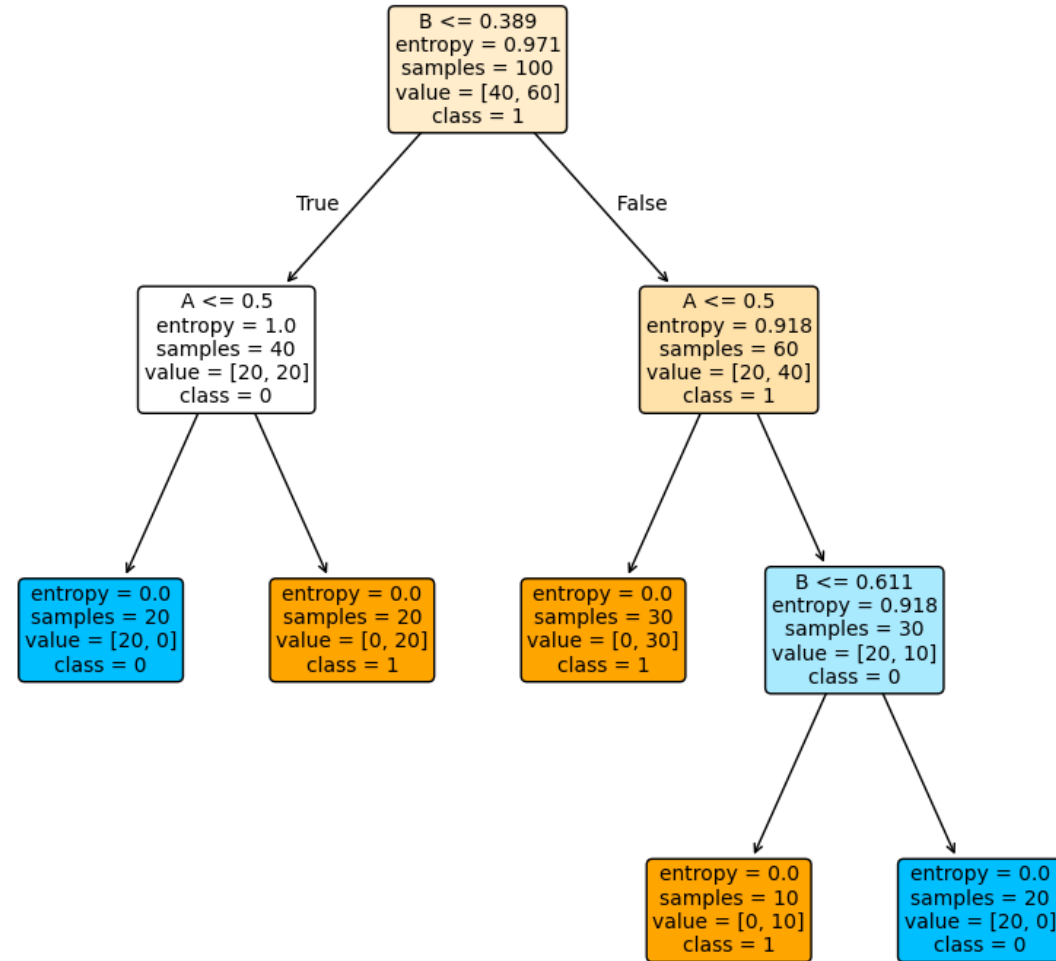 B <= 0.389
entropy = 0.971
samples = 100
value = [40, 60]
class = 1
True
False
A <= 0.5
entropy = 1.0
samples = 40
value = [20, 20]
class = 0
A <= 0.5
entropy = 0.918
samples = 60
value = [20, 40]
class = 1
entropy = 0.0
samples = 20
value = [20, 0]
class = 0
entropy = 0.0
samples = 20
value = [0, 20]
class = 1
entropy = 0.0
samples = 30
value = [0, 30]
class = 1
B <= 0.611
entropy = 0.918
samples = 30
value = [20, 10]
class = 0
entropy = 0.0
samples = 10
value = [0, 10]
class = 1
entropy = 0.0
samples = 20
value = [20, 0]
class = 0